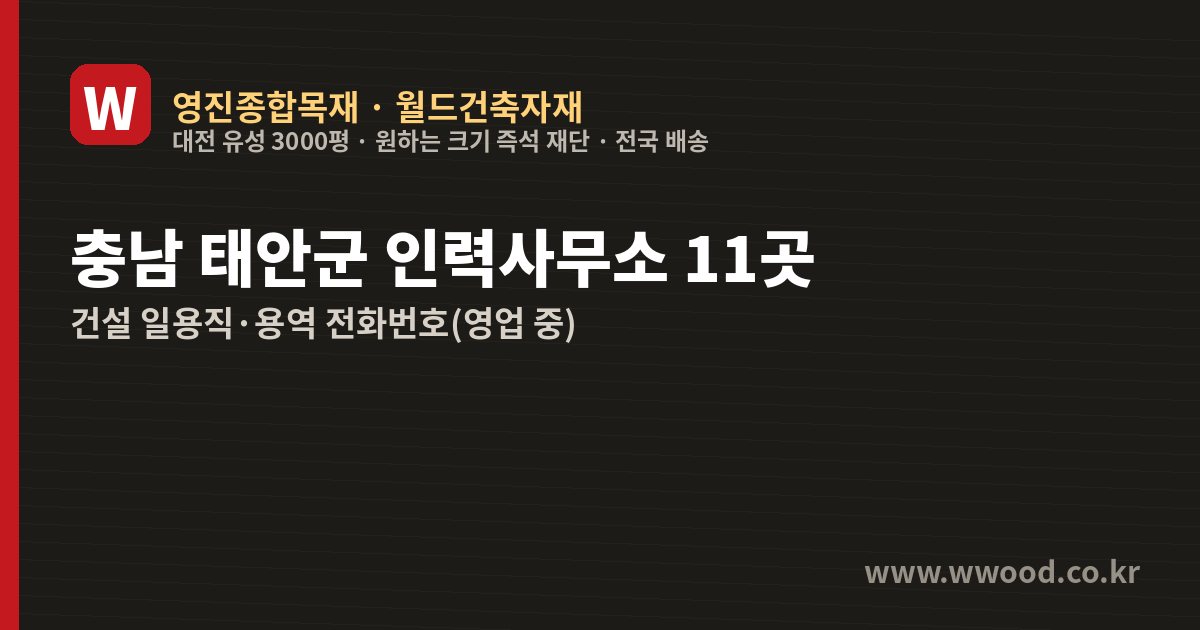 W
영진종합목재 · 월드건축자재
대전 유성 3000평 · 원하는 크기 즉석 재단 · 전국 배송
충남 태안군 인력사무소 11곳
건설 일용직·용역 전화번호(영업 중)
www.wwood.co.kr